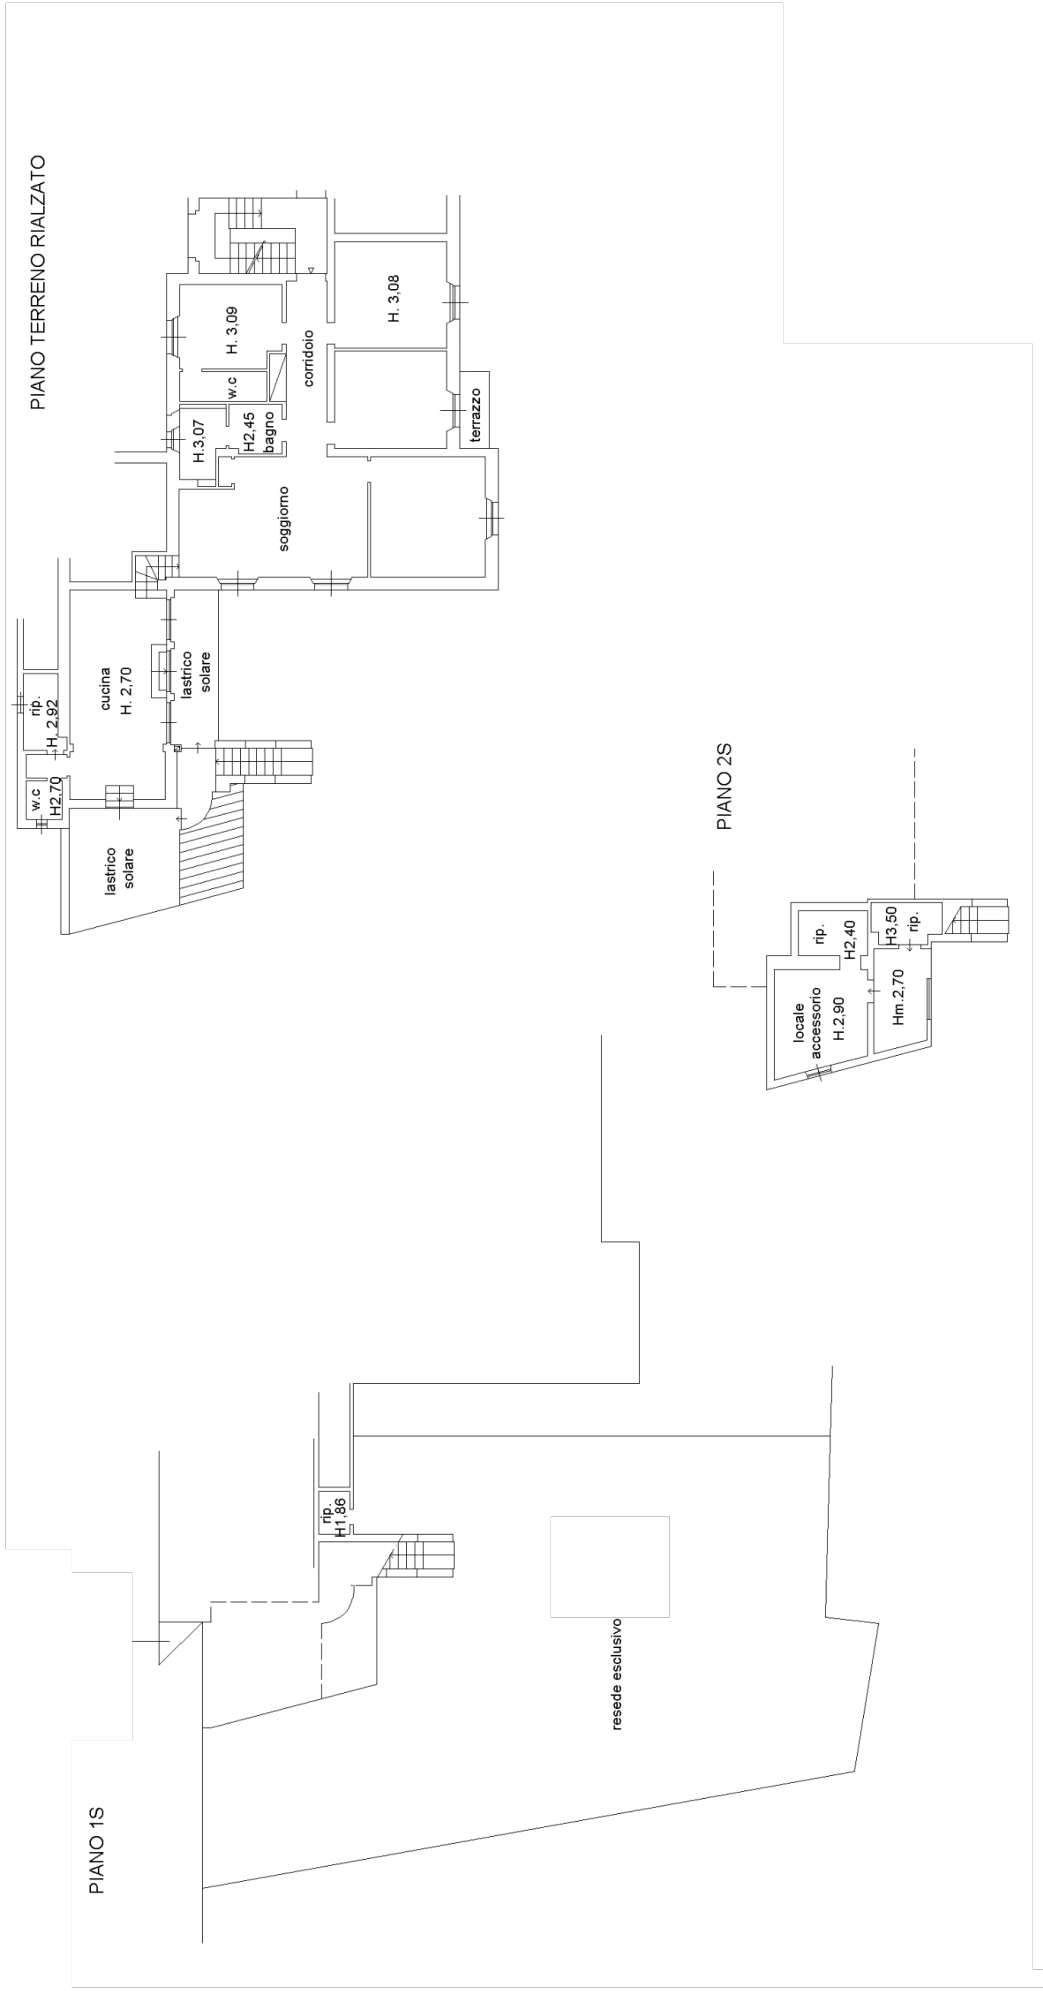 PIANO TERRENO RIALZATO
rip.
H. 2,92
w.c
H2,70
cucina
H. 2,70
lastrico
solare
lastrico
solare
H. 3,09
w.c
H.3,07
H2,45
bagno
corridoio
soggiorno
H. 3,08
terrazzo
PIANO 2S
rip.
H2,40
H3,50
rip.
locale
accessorio
H.2,90
Hm.2,70
PIANO 1S
rip.
H1,86
resede esclusivo